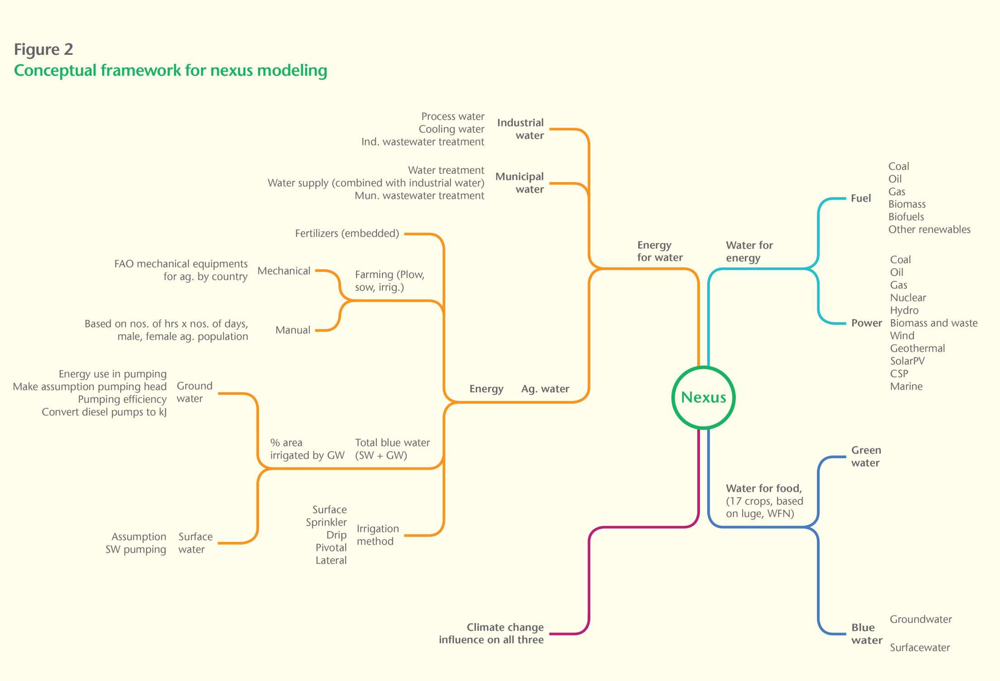 Figure 2
Conceptual framework for nexus modeling
Process water
Cooling water
Ind. wastewater treatment
Industrial
water
Water treatment
Water supply (combined with industrial water)
Mun. wastewater treatment
Municipal
water
Fertilizers (embedded)
FAO mechanical equipments
for ag. by country
Mechanical
Farming (Plow,
sow, irrig.)
Based on nos. of hrs x nos. of days,
male, female ag. population
Manual
Energy use in pumping
Make assumption pumping head
Pumping efficiency
Convert diesel pumps to kJ
Ground
water
% area
irrigated by GW
Total blue water
(SW + GW)
Assumption
SW pumping
Surface
water
Surface
Sprinkler
Drip
Pivotal
Lateral
Irrigation
method
Energy
Ag. water
Energy
for water
Water for
energy
Fuel
Coal
Oil
Gas
Biomass
Biofuels
Other renewables
Power
Coal
Oil
Gas
Nuclear
Hydro
Biomass and waste
Wind
Geothermal
SolarPV
CSP
Marine
Nexus
Water for food,
(17 crops, based
on luge, WFN)
Green
water
Blue
water
Groundwater
Surfacewater
Climate change
influence on all three